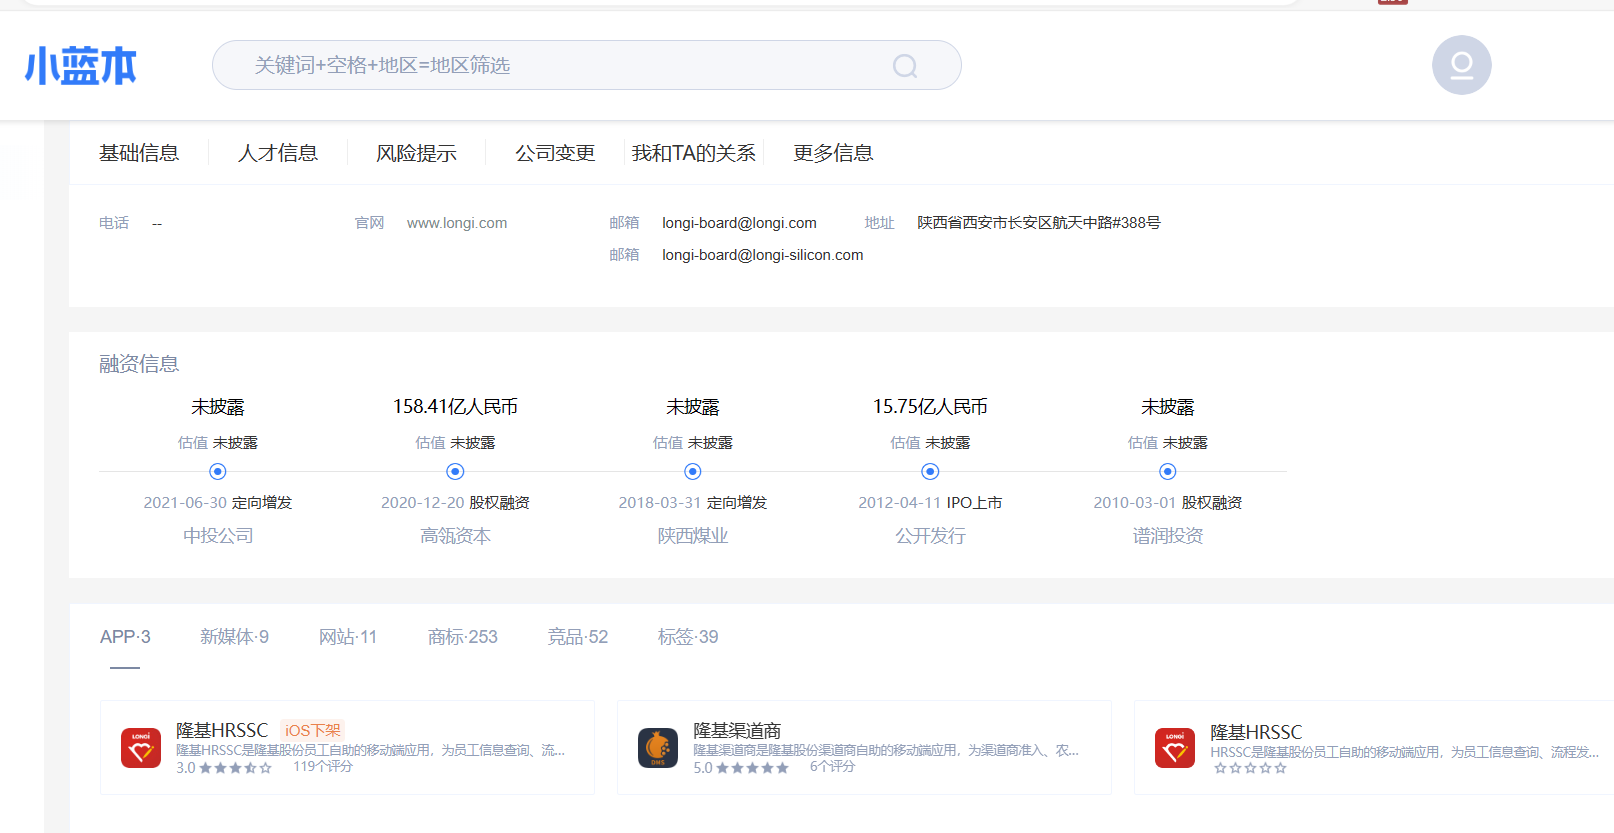 小蓝本
关键词+空格+地区=地区筛选
基础信息 人才信息 风险提示 公司变更 我和TA的关系 更多信息
电话 -- 官网 www.longi.com 邮箱 longi-board@longi.com 地址 陕西省西安市长安区航天中路#388号
邮箱 longi-board@longi-silicon.com
融资信息
未披露 158.41亿人民币 未披露 15.75亿人民币 未披露
估值 未披露 估值 未披露 估值 未披露 估值 未披露 估值 未披露
2021-06-30 定向增发 2020-12-20 股权融资 2018-03-31 定向增发 2012-04-11 IPO上市 2010-03-01 股权融资
中投公司 高瓴资本 陕西煤业 公开发行 谱润投资
APP·3 新媒体·9 网站·11 商标·253 竞品·52 标签·39
LONGi 隆基HRSSC iOS下架
隆基HRSSC是隆基股份员工自助的移动端应用，为员工信息查询、流...
3.0 119个评分
隆基渠道商
隆基渠道商是隆基股份渠道商自助的移动端应用，为渠道商准入、农...
DMS 5.0 6个评分
LONGi 隆基HRSSC
HRSSC是隆基股份员工自助的移动端应用，为员工信息查询、流程发...